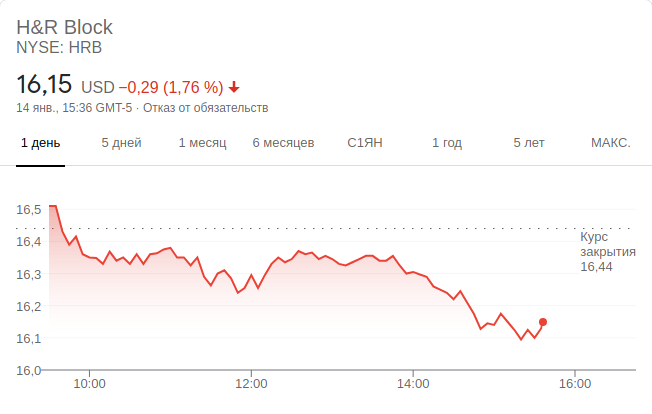 H&R Block
NYSE: HRB
16,15 USD −0,29 (1,76 %)
14 янв., 15:36 GMT-5 · Отказ от обязательств
1 день 5 дней 1 месяц 6 месяцев С1ЯН 1 год 5 лет МАКС.
16,5
16,4
Курс
закрытия
16,44
16,3
16,2
16,1
16,0
10:00 12:00 14:00 16:00